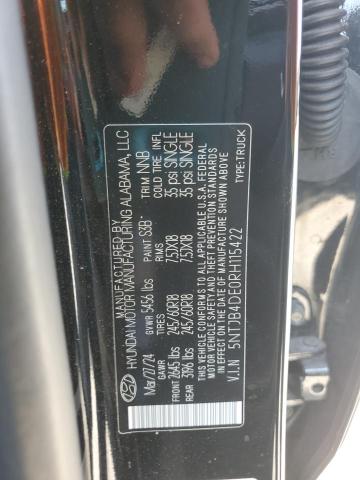 MANUFACTURED BY
HYUNDAI MOTOR MANUFACTURING ALABAMA, LLC
Mar/27/24 GVWR 5456 lbs PAINT S3B TRIM NNB
GAWR TIRES RIMS COLD TIRE INFL
FRONT 2645 lbs 245/60R18 7.5JX18 35 psi SINGLE
REAR 3196 lbs 245/60R18 7.5JX18 35 psi SINGLE
THIS VEHICLE CONFORMS TO ALL APPLICABLE U.S.A. FEDERAL
MOTOR VEHICLE SAFETY AND THEFT PREVENTION STANDARDS
IN EFFECT ON THE DATE OF MANUFACTURE SHOWN ABOVE
V.I.N 5NTJB4DE0RH115422 TYPE:TRUCK